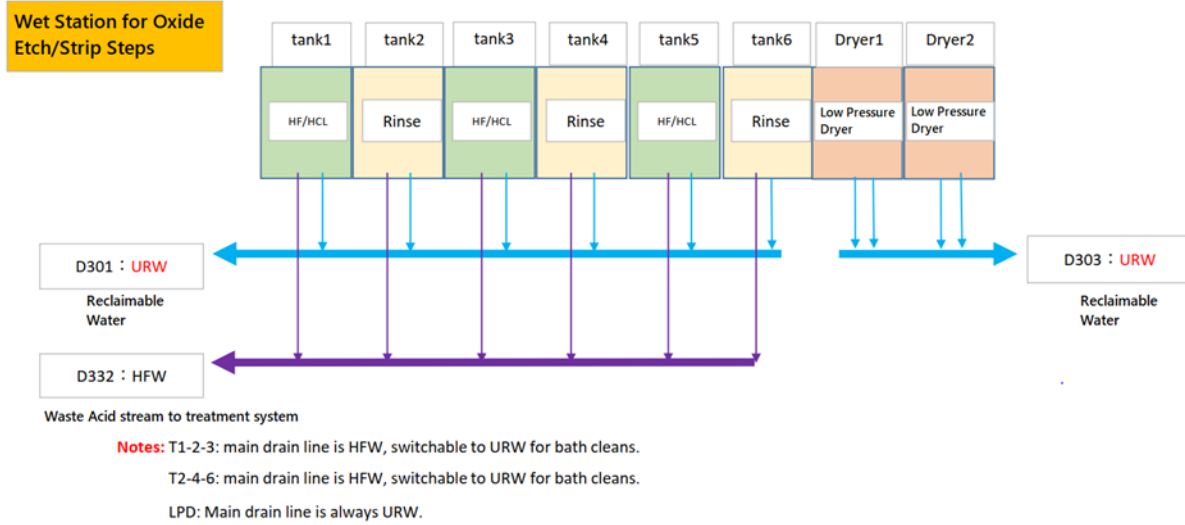 Wet Station for Oxide
Etch/Strip Steps
tank1 tank2 tank3 tank4 tank5 tank6 Dryer1 Dryer2
HF/HCL Rinse HF/HCL Rinse HF/HCL Rinse Low Pressure Dryer Low Pressure Dryer
D301：URW
Reclaimable
Water
D303：URW
Reclaimable
Water
D332：HFW
Waste Acid stream to treatment system
Notes: T1-2-3: main drain line is HFW, switchable to URW for bath cleans.
T2-4-6: main drain line is HFW, switchable to URW for bath cleans.
LPD: Main drain line is always URW.